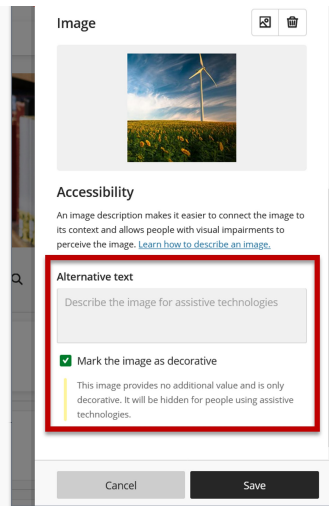 Image
Accessibility
An image description makes it easier to connect the image to
its context and allows people with visual impairments to
perceive the image. Learn how to describe an image.
Alternative text
Describe the image for assistive technologies
Mark the image as decorative
This image provides no additional value and is only
decorative. It will be hidden for people using assistive
technologies.
Cancel
Save